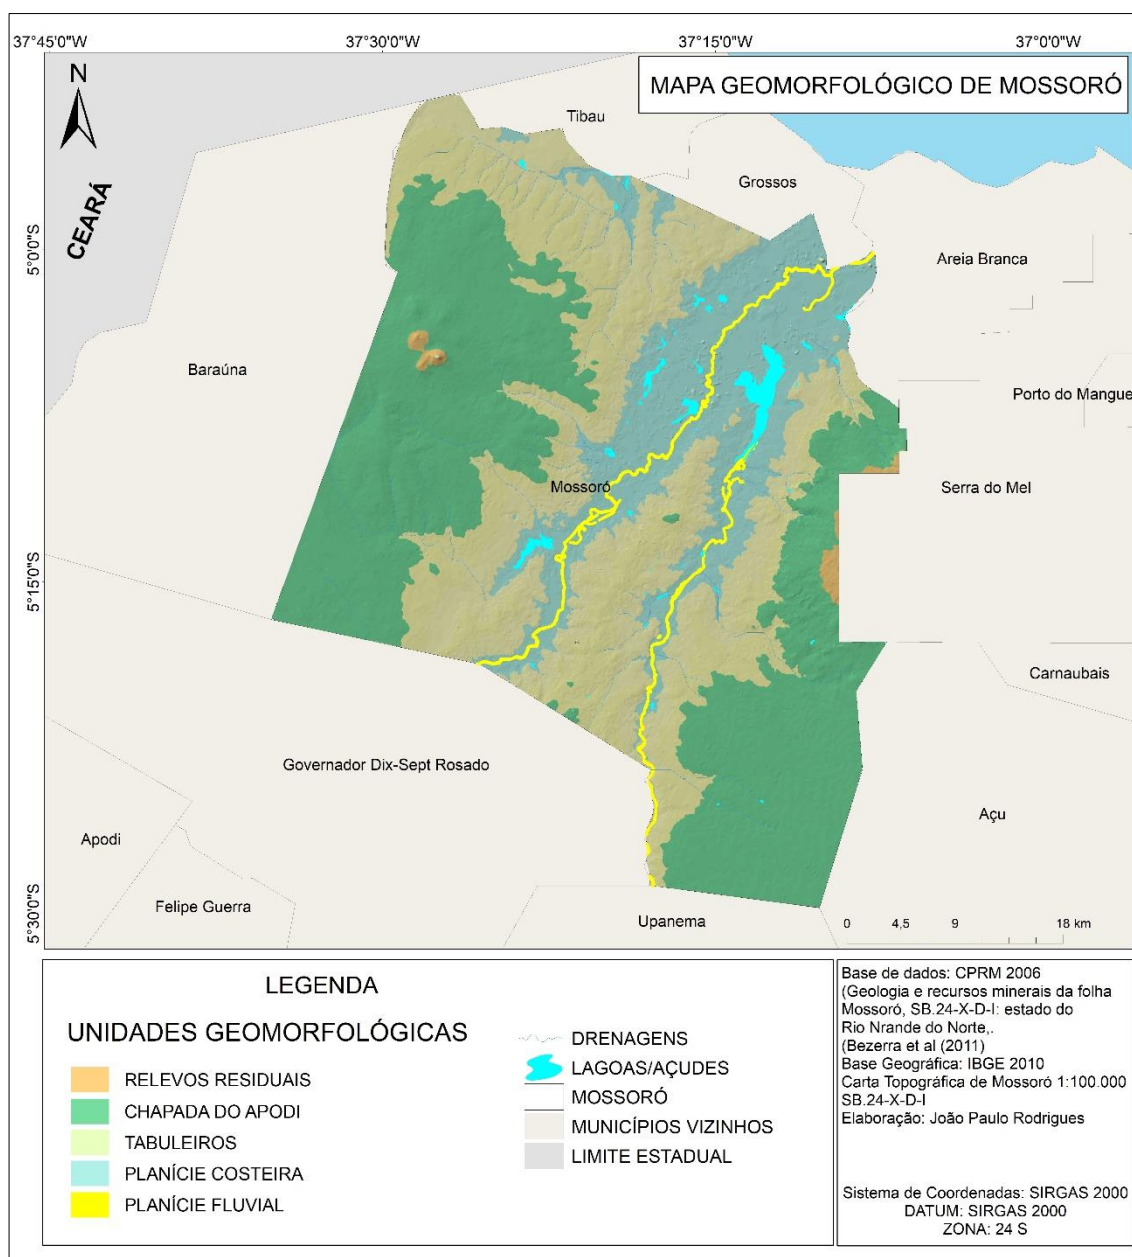 37°45'0"W
37°30'0"W
37°15'0"W
37°0'0"W
MAPA GEOMORFOLÓGICO DE MOSSORÓ
N
Tibau
CEARÁ
Grossos
5°0'0"S
Areia Branca
Baraúna
Porto do Mangue
Mossoró
Serra do Mel
5°15'0"S
Carnaubais
Governador Dix-Sept Rosado
Açu
Apodi
5°30'0"S
Felipe Guerra
Upanema
0 4,5 9 18 km
LEGENDA
UNIDADES GEOMORFOLÓGICAS
RELEVOS RESIDUAIS
CHAPADA DO APODI
TABULEIROS
PLANÍCIE COSTEIRA
PLANÍCIE FLUVIAL
DRENAGENS
LAGOAS/AÇUDES
MOSSORÓ
MUNICÍPIOS VIZINHOS
LIMITE ESTADUAL
Base de dados: CPRM 2006
(Geologia e recursos minerais da folha
Mossoró, SB.24-X-D-I: estado do
Rio Nrande do Norte,.
(Bezerra et al (2011)
Base Geográfica: IBGE 2010
Carta Topográfica de Mossoró 1:100.000
SB.24-X-D-I
Elaboração: João Paulo Rodrigues
Sistema de Coordenadas: SIRGAS 2000
DATUM: SIRGAS 2000
ZONA: 24 S